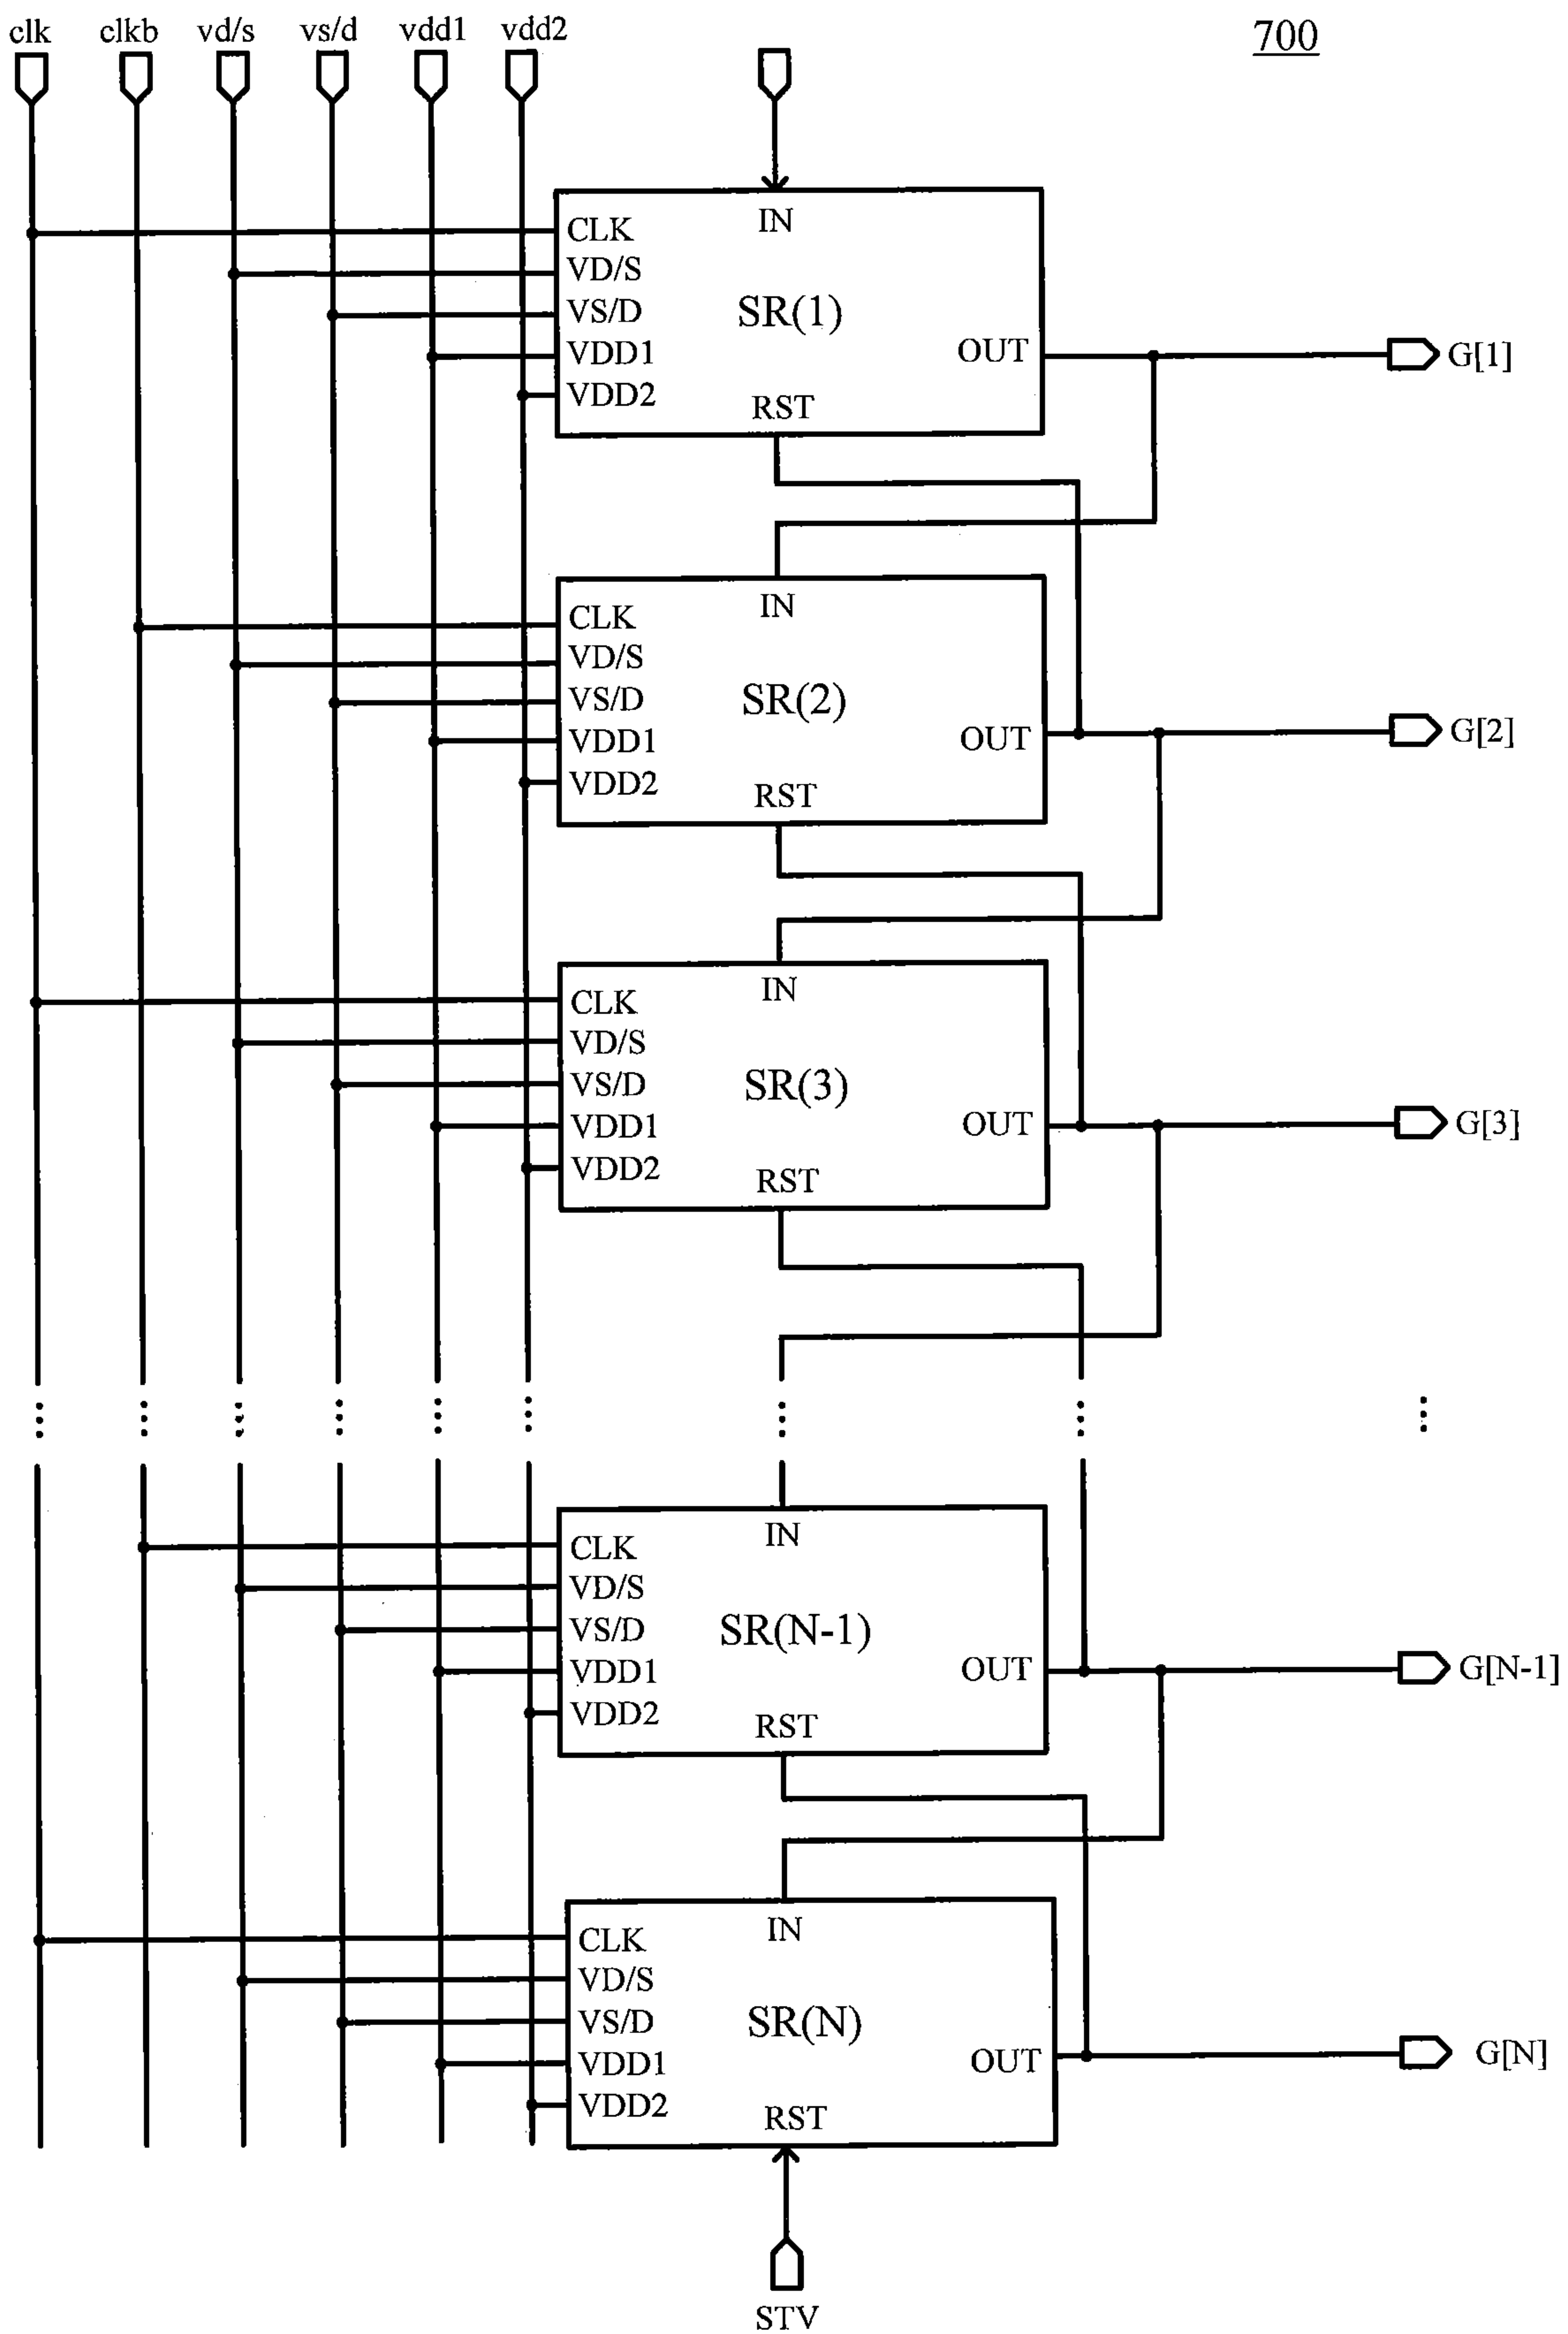 clk clkb vd/s vs/d vdd1 vdd2
700
IN
CLK
VD/S
SR(1)
VS/D
VDD1
OUT
G[1]
VDD2
RST
IN
CLK
VD/S
SR(2)
VS/D
VDD1
OUT
G[2]
VDD2
RST
IN
CLK
VD/S
SR(3)
VS/D
VDD1
OUT
G[3]
VDD2
RST
IN
CLK
VD/S
SR(N-1)
VS/D
VDD1
OUT
G[N-1]
VDD2
RST
IN
CLK
VD/S
SR(N)
VS/D
VDD1
OUT
G[N]
VDD2
RST
STV